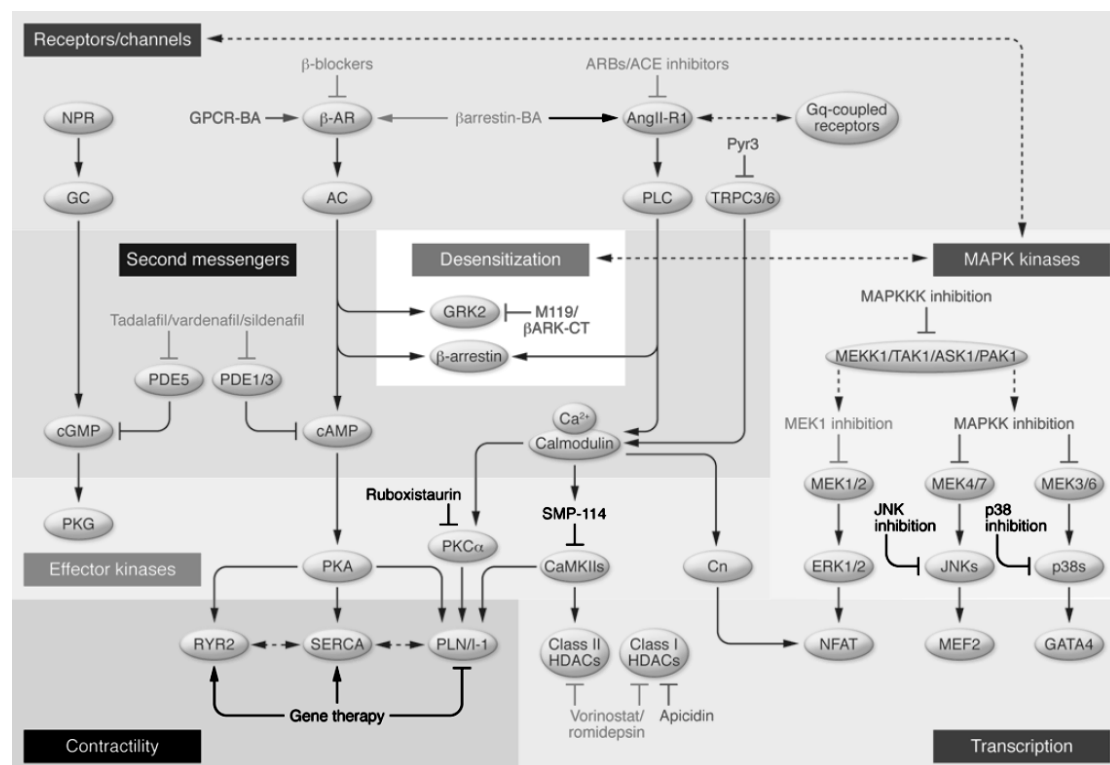 Receptors/channels
β-blockers
ARBs/ACE inhibitors
NPR
GPCR-BA
β-AR
βarrestin-BA
AngII-R1
Gq-coupled
receptors
Pyr3
GC
AC
PLC
TRPC3/6
Second messengers
Desensitization
MAPK kinases
MAPKKK inhibition
GRK2
M119/
βARK-CT
Tadalafil/vardenafil/sildenafil
β-arrestin
MEKK1/TAK1/ASK1/PAK1
PDE5
PDE1/3
Ca2+
cGMP
cAMP
Calmodulin
MEK1 inhibition
MAPKK inhibition
MEK1/2
MEK4/7
MEK3/6
Ruboxistaurin
SMP-114
JNK
inhibition
p38
inhibition
PKG
PKCα
Effector kinases
PKA
CaMKIIs
Cn
ERK1/2
JNKs
p38s
RYR2
SERCA
PLN/I-1
Class II
HDACs
Class I
HDACs
NFAT
MEF2
GATA4
Gene therapy
Vorinostat/
romidepsin
Apicidin
Contractility
Transcription